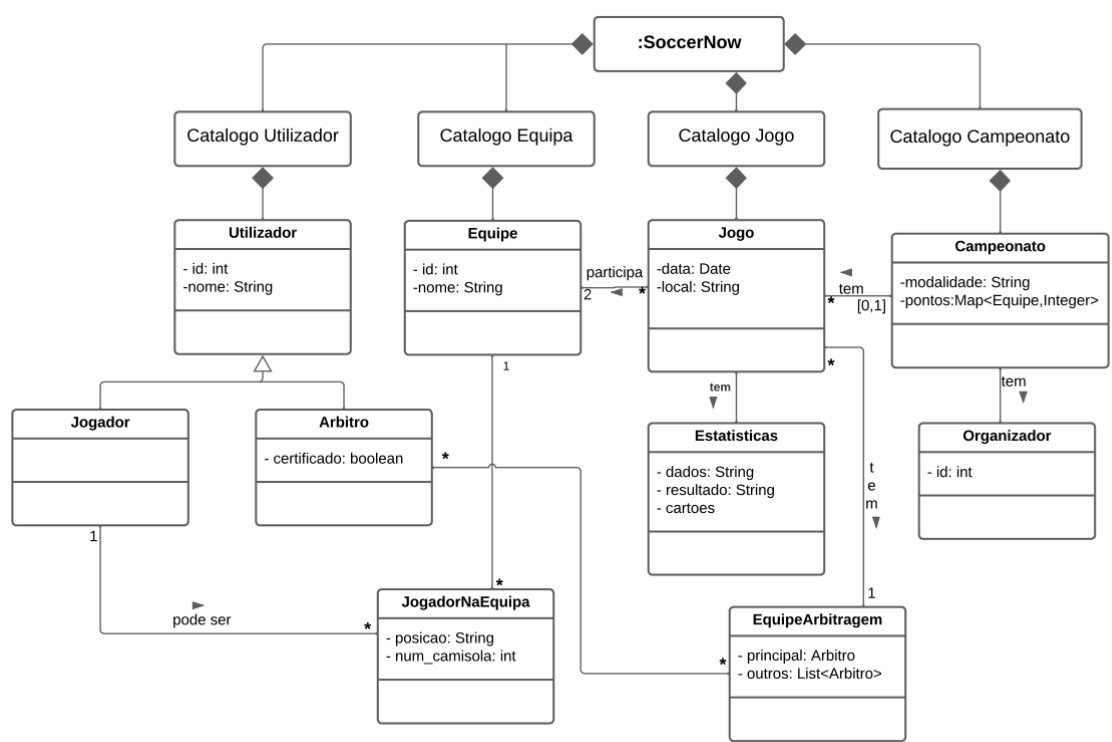 :SoccerNow
Catalogo Utilizador
Catalogo Equipa
Catalogo Jogo
Catalogo Campeonato
Utilizador
- id: int
-nome: String
Equipe
- id: int
-nome: String
participa
2
*
Jogo
-data: Date
-local: String
tem
*
[0,1]
Campeonato
-modalidade: String
-pontos:Map<Equipe,Integer>
1
*
tem
tem
Jogador
Arbitro
- certificado: boolean
*
Estatisticas
- dados: String
- resultado: String
- cartoes
Organizador
- id: int
t
e
m
1
pode ser
*
*
JogadorNaEquipa
- posicao: String
- num_camisola: int
1
*
EquipeArbitragem
- principal: Arbitro
- outros: List<Arbitro>